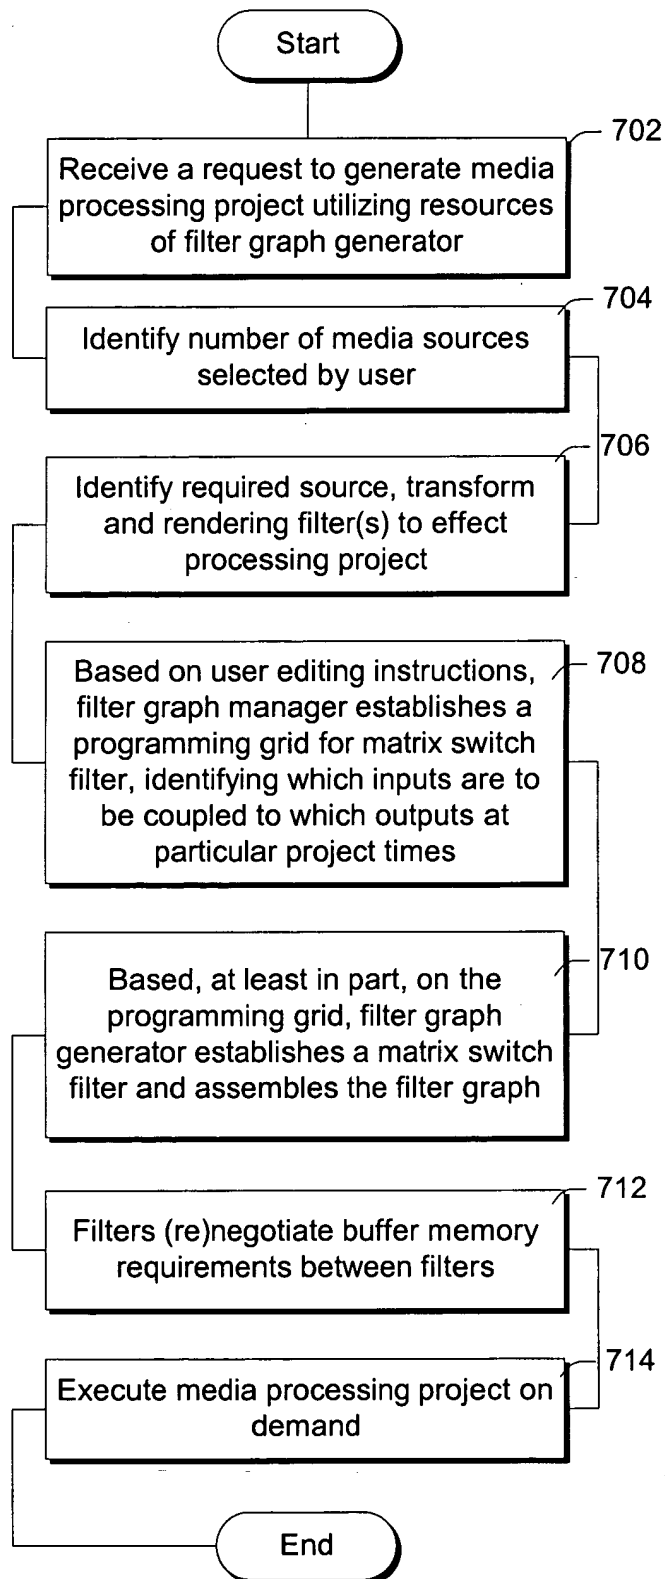 Start
702
Receive a request to generate media
processing project utilizing resources
of filter graph generator
704
Identify number of media sources
selected by user
706
Identify required source, transform
and rendering filter(s) to effect
processing project
708
Based on user editing instructions,
filter graph manager establishes a
programming grid for matrix switch
filter, identifying which inputs are to
be coupled to which outputs at
particular project times
710
Based, at least in part, on the
programming grid, filter graph
generator establishes a matrix switch
filter and assembles the filter graph
712
Filters (re)negotiate buffer memory
requirements between filters
714
Execute media processing project on
demand
End